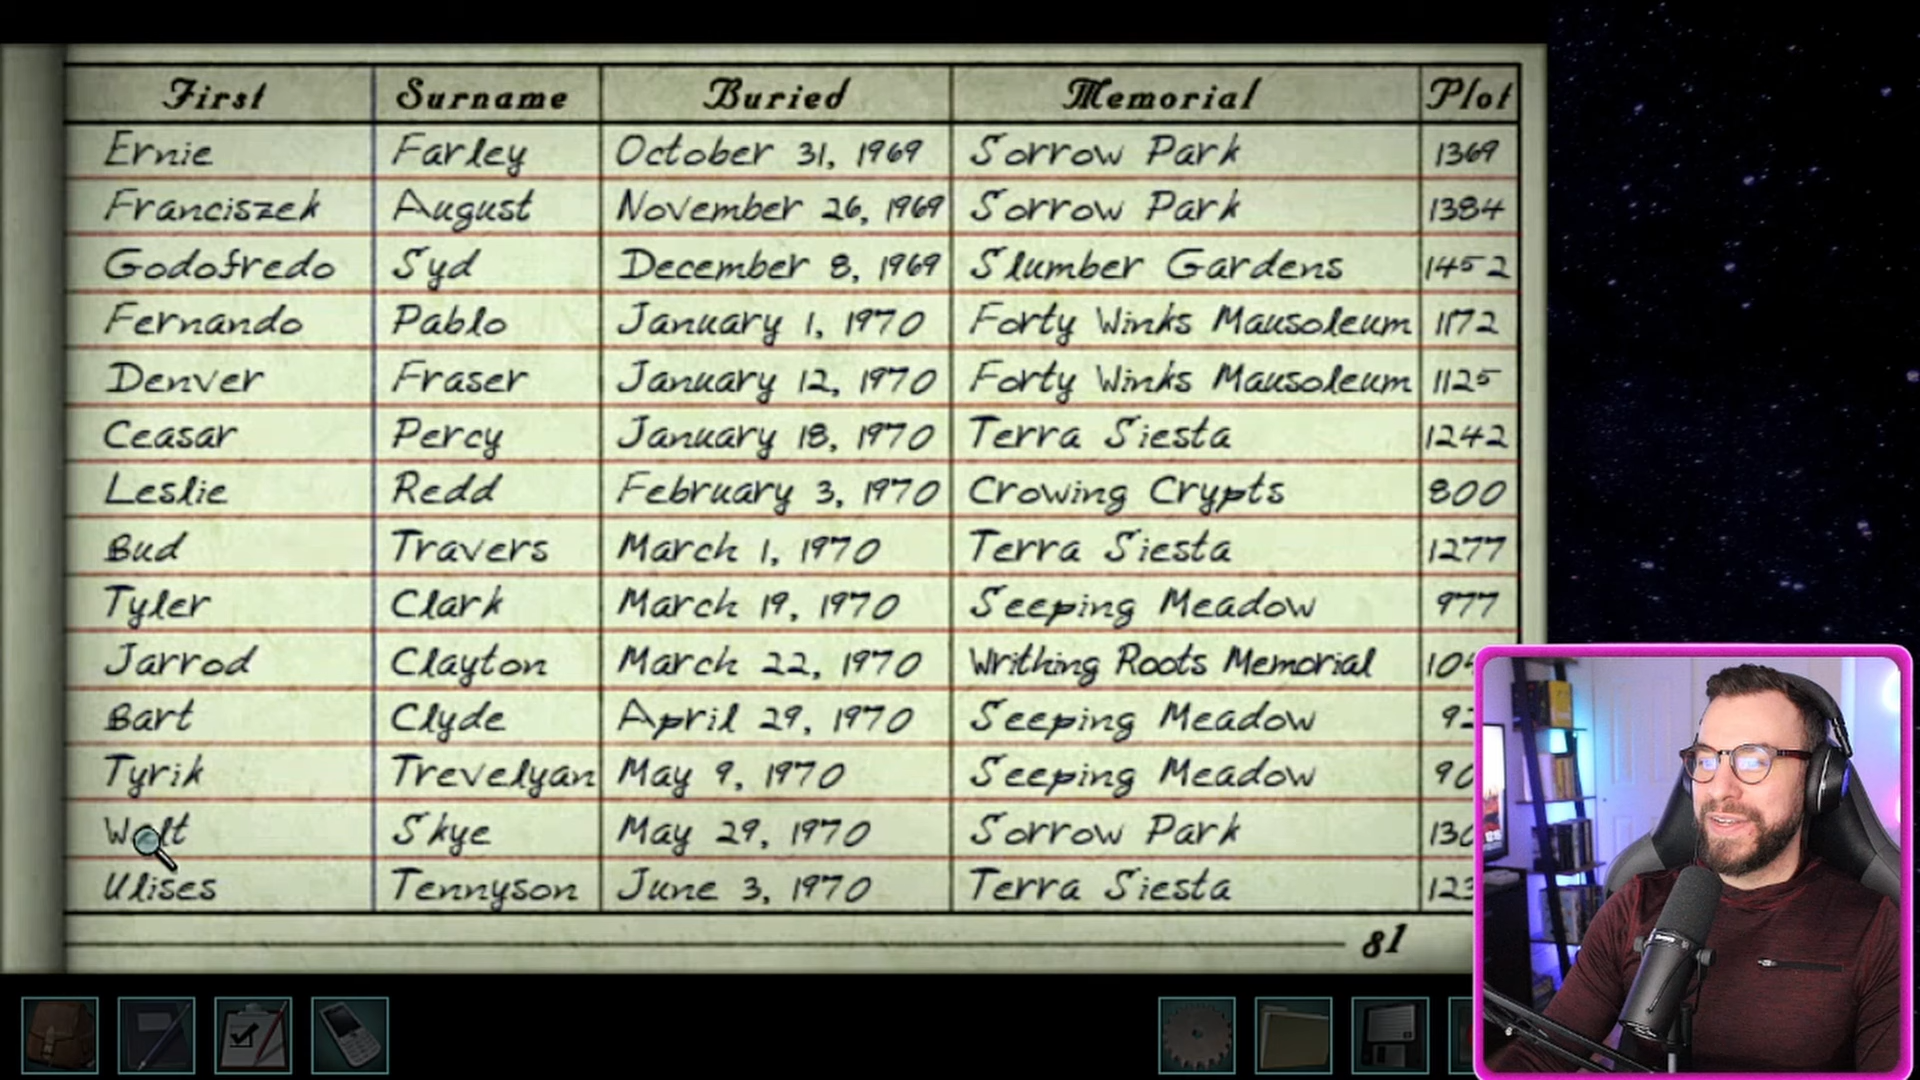 First Surname Buried Memorial Plot
Ernie Farley October 31, 1969 Sorrow Park 1369
Franciszek August November 26, 1969 Sorrow Park 1384
Godofredo Syd December 8, 1969 Slumber Gardens 1452
Fernando Pablo January 1, 1970 Forty Winks Mausoleum 1172
Denver Fraser January 12, 1970 Forty Winks Mausoleum 1125
Ceasar Percy January 18, 1970 Terra Siesta 1242
Leslie Redd February 3, 1970 Crowing Crypts 800
Bud Travers March 1, 1970 Terra Siesta 1277
Tyler Clark March 19, 1970 Seeping Meadow 977
Jarrod Clayton March 22, 1970 Writhing Roots Memorial
Bart Clyde April 29, 1970 Seeping Meadow
Tyrik Trevelyan May 9, 1970 Seeping Meadow
Skye May 29, 1970 Sorrow Park
Ulises Tennyson June 3, 1970 Terra Siesta
81